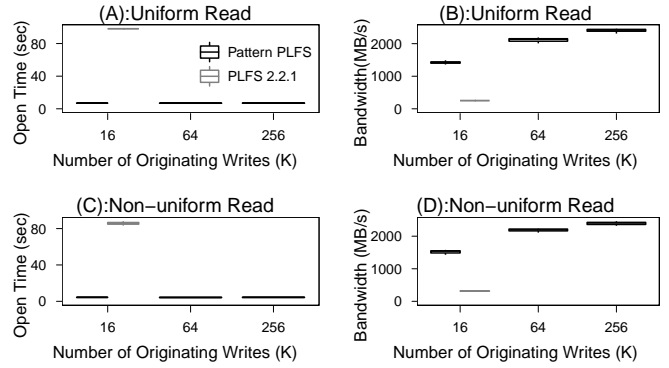 (A):Uniform Read
Open Time (sec)
80
40
0
Pattern PLFS
PLFS 2.2.1
16
64
256
Number of Originating Writes (K)
(B):Uniform Read
Bandwidth(MB/s)
2000
1000
0
16
64
256
Number of Originating Writes (K)
(C):Non−uniform Read
Open Time (sec)
80
40
0
16
64
256
Number of Originating Writes (K)
(D):Non−uniform Read
Bandwidth (MB/s)
2000
1000
0
16
64
256
Number of Originating Writes (K)